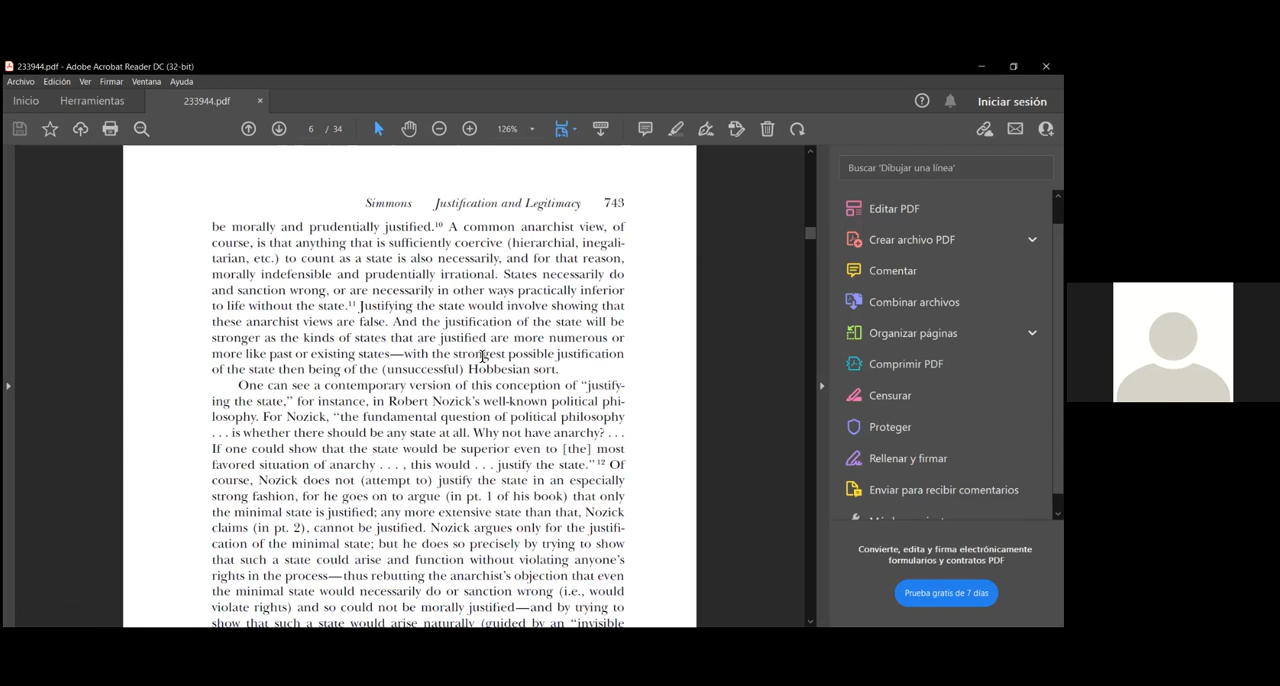 233944.pdf - Adobe Acrobat Reader DC (32-bit)
Archivo Edición Ver Firmar Ventana Ayuda
Inicio Herramientas 233944.pdf × Iniciar sesión
6 / 34 126%
Simmons Justification and Legitimacy 743
be morally and prudentially justified.¹⁰ A common anarchist view, of
course, is that anything that is sufficiently coercive (hierarchial, inegali-
tarian, etc.) to count as a state is also necessarily, and for that reason,
morally indefensible and prudentially irrational. States necessarily do
and sanction wrong, or are necessarily in other ways practically inferior
to life without the state.¹¹ Justifying the state would involve showing that
these anarchist views are false. And the justification of the state will be
stronger as the kinds of states that are justified are more numerous or
more like past or existing states—with the strongest possible justification
of the state then being of the (unsuccessful) Hobbesian sort.
One can see a contemporary version of this conception of “justify-
ing the state,” for instance, in Robert Nozick's well-known political phi-
losophy. For Nozick, “the fundamental question of political philosophy
. . . is whether there should be any state at all. Why not have anarchy? . . .
If one could show that the state would be superior even to [the] most
favored situation of anarchy . . . , this would . . . justify the state.” ¹² Of
course, Nozick does not (attempt to) justify the state in an especially
strong fashion, for he goes on to argue (in pt. 1 of his book) that only
the minimal state is justified; any more extensive state than that, Nozick
claims (in pt. 2), cannot be justified. Nozick argues only for the justifi-
cation of the minimal state; but he does so precisely by trying to show
that such a state could arise and function without violating anyone's
rights in the process—thus rebutting the anarchist's objection that even
the minimal state would necessarily do or sanction wrong (i.e., would
violate rights) and so could not be morally justified—and by trying to
show that such a state would arise naturally (guided by an “invisible
Buscar 'Dibujar una línea'
Editar PDF
Crear archivo PDF
Comentar
Combinar archivos
Organizar páginas
Comprimir PDF
Censurar
Proteger
Rellenar y firmar
Enviar para recibir comentarios
Convierte, edita y firma electrónicamente
formularios y contratos PDF
Prueba gratis de 7 días